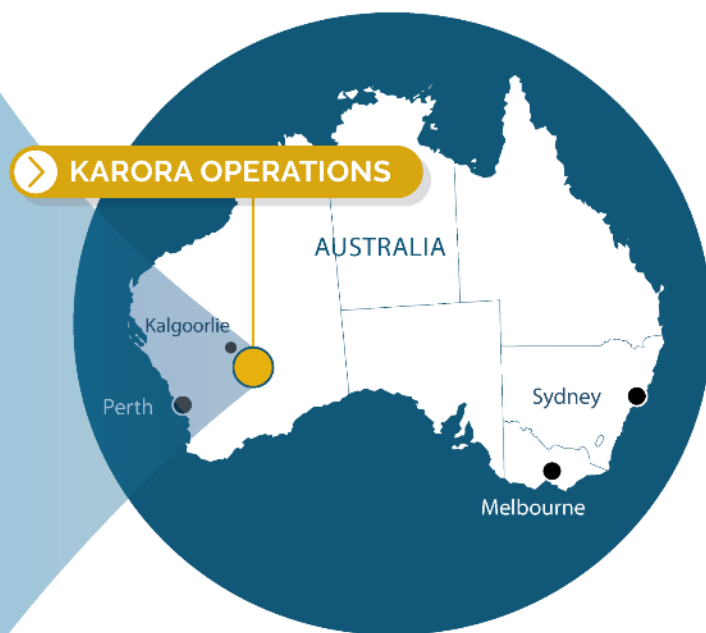 KARORA OPERATIONS
AUSTRALIA
Kalgoorlie
Perth
Sydney
Melbourne